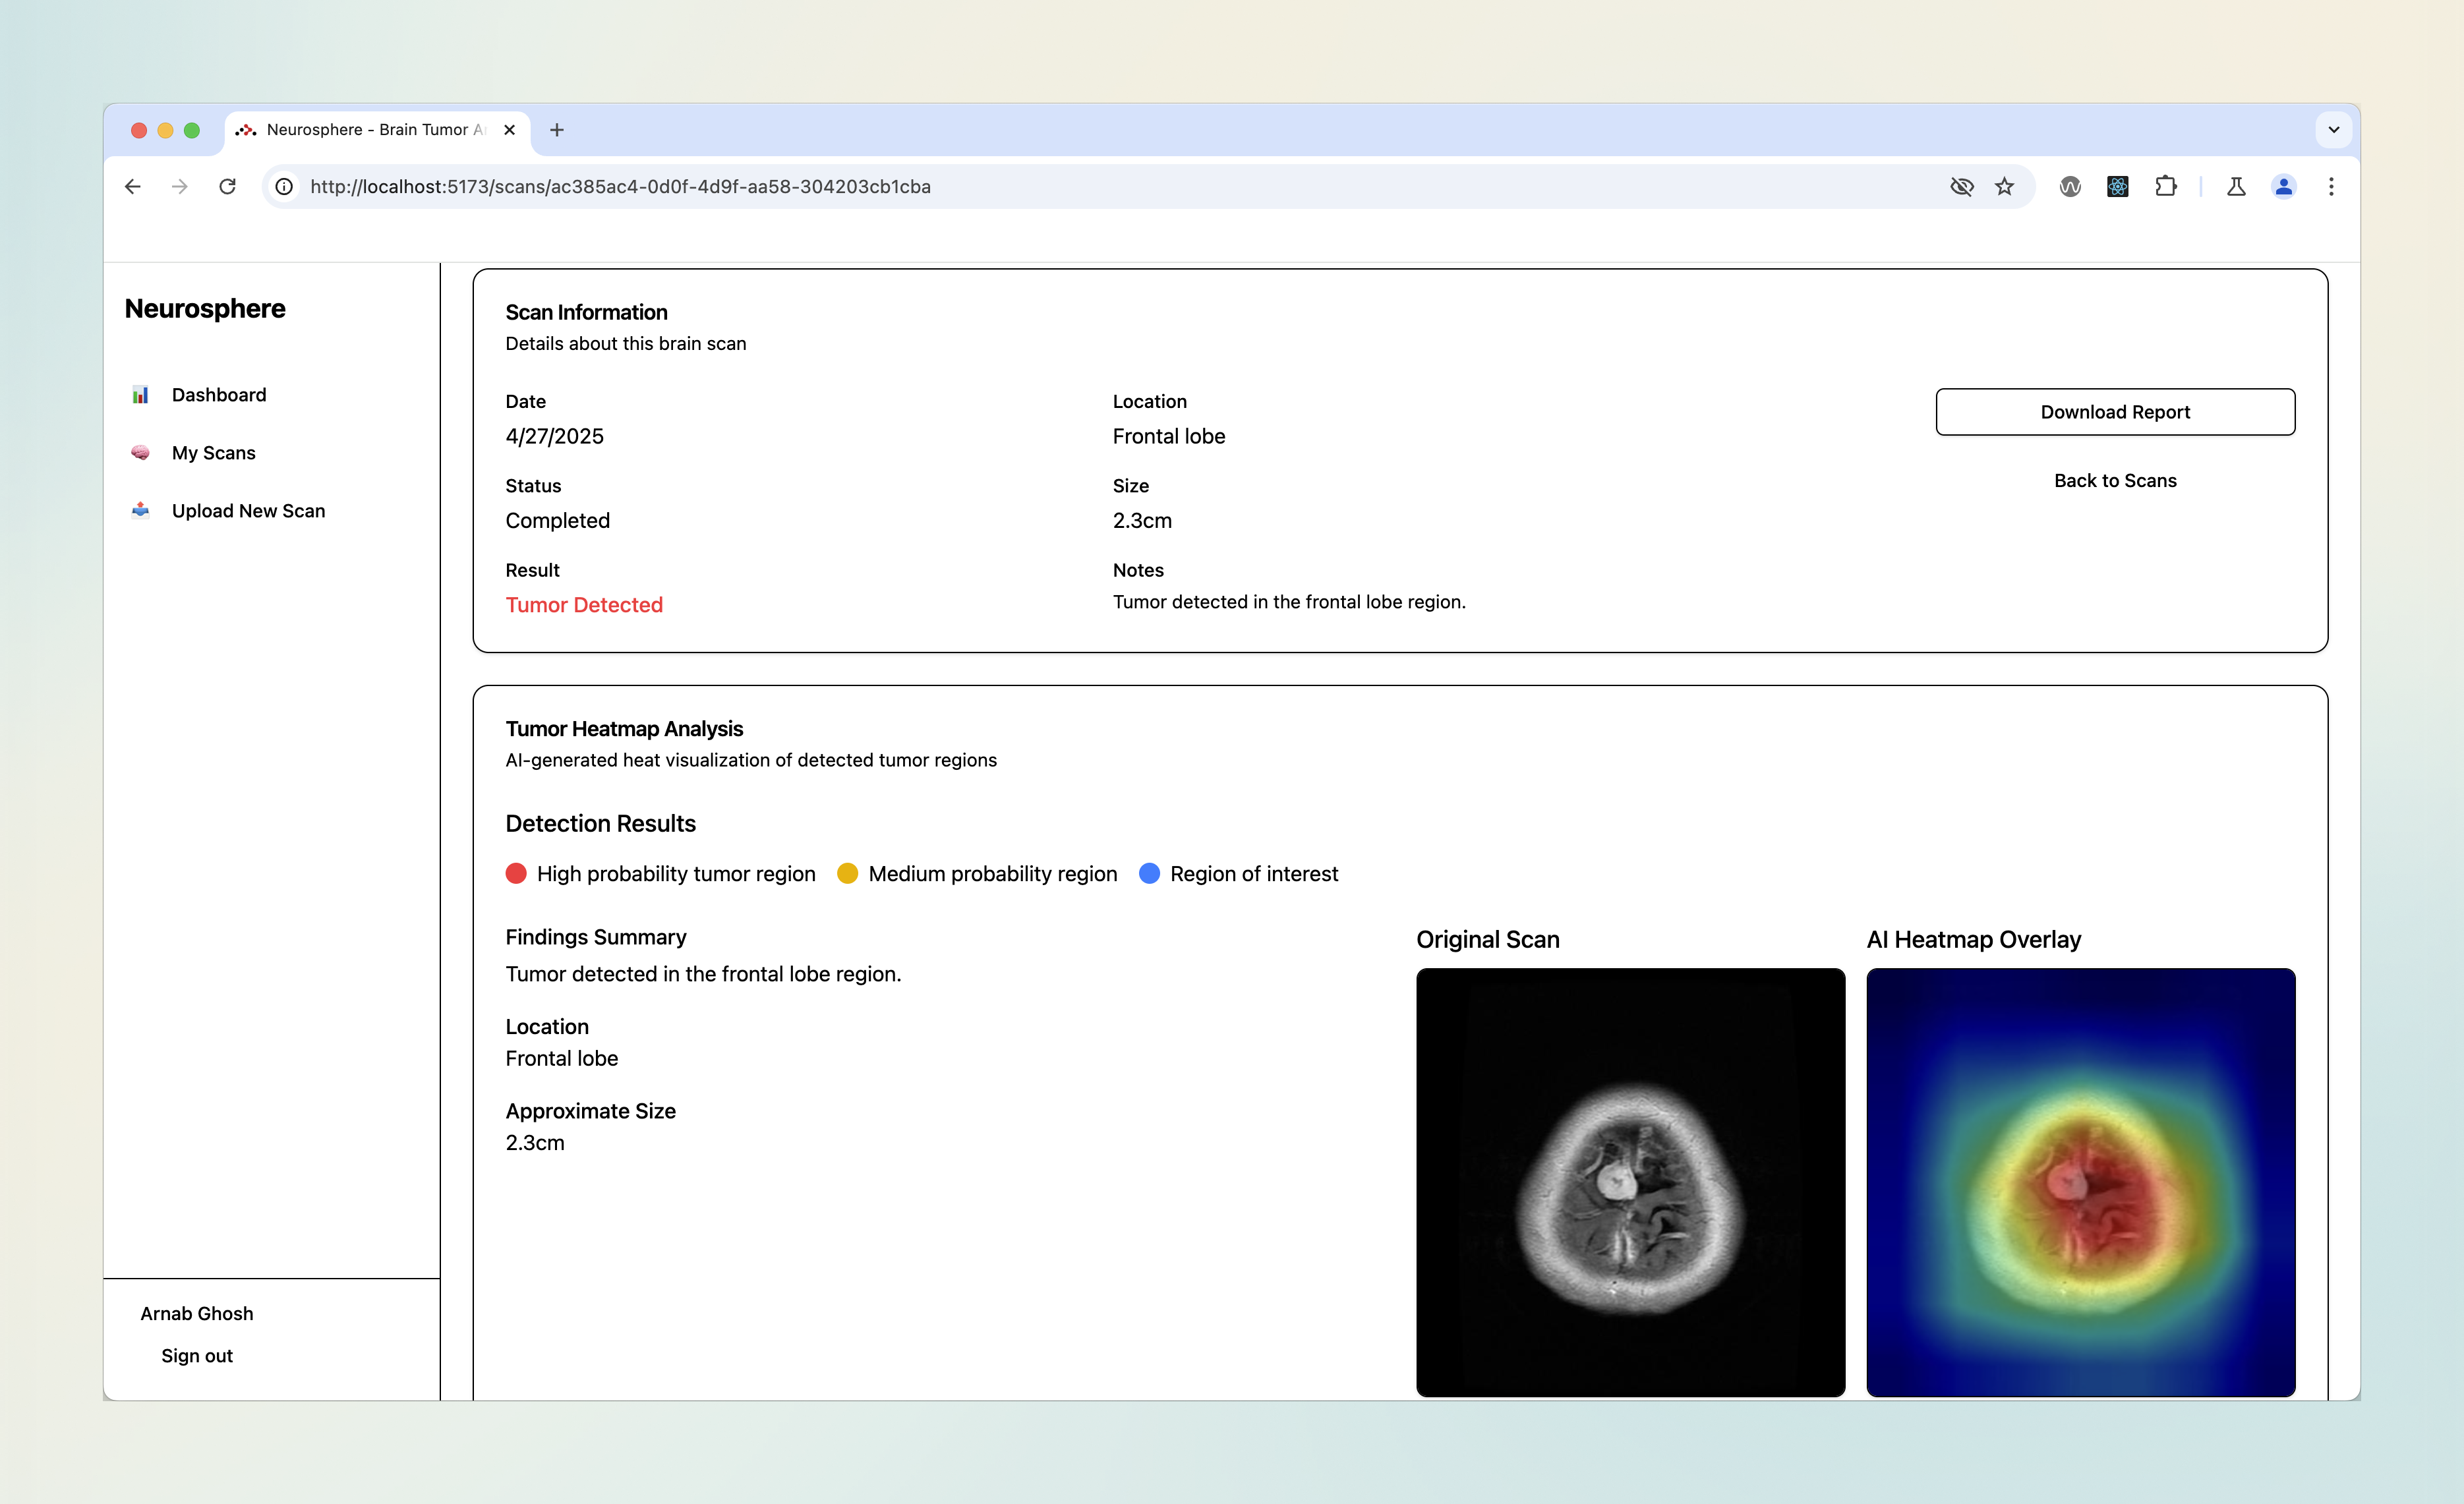 Neurosphere - Brain Tumor A
http://localhost:5173/scans/ac385ac4-0d0f-4d9f-aa58-304203cb1cba
Neurosphere
Dashboard
My Scans
Upload New Scan
Arnab Ghosh
Sign out
Scan Information
Details about this brain scan
Date
4/27/2025
Status
Completed
Result
Tumor Detected
Location
Frontal lobe
Size
2.3cm
Notes
Tumor detected in the frontal lobe region.
Download Report
Back to Scans
Tumor Heatmap Analysis
AI-generated heat visualization of detected tumor regions
Detection Results
High probability tumor region
Medium probability region
Region of interest
Findings Summary
Tumor detected in the frontal lobe region.
Location
Frontal lobe
Approximate Size
2.3cm
Original Scan
AI Heatmap Overlay